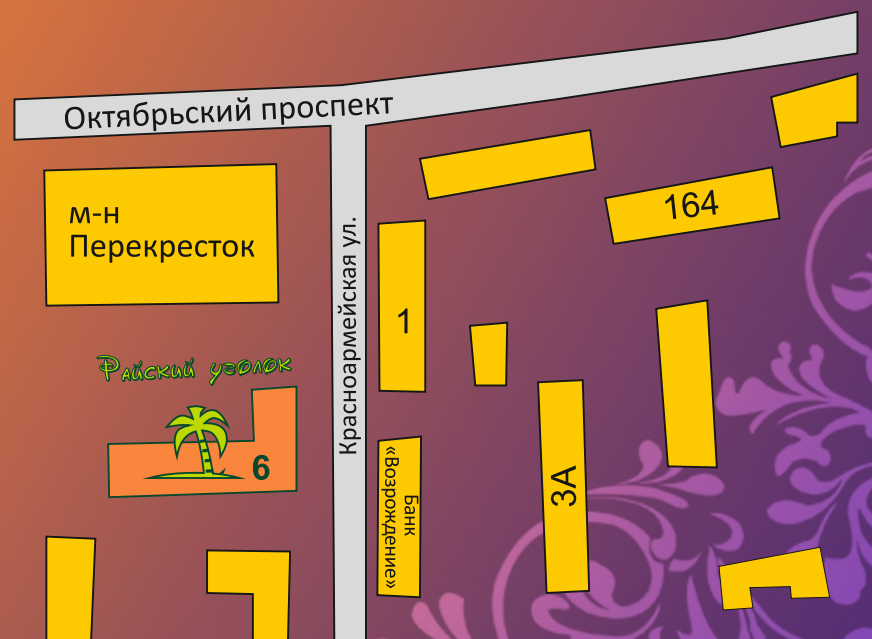 Октябрьский проспект
м-н
Перекресток
164
Красноармейская ул.
1
Райский уголок
6
Банк
«Возрождение»
3А